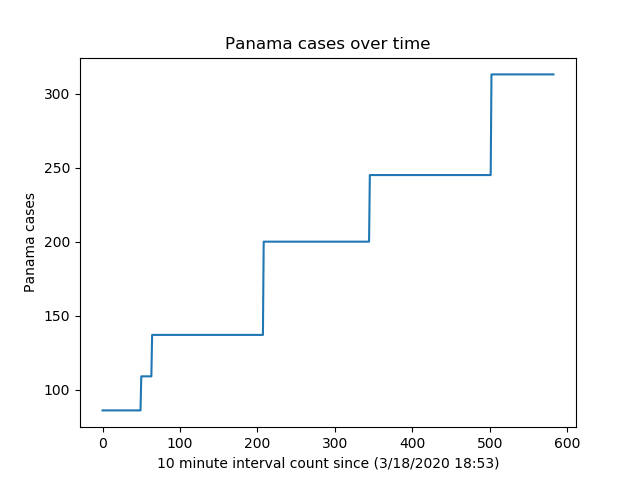 Panama cases over time
300
250
200
150
100
Panama cases
0 100 200 300 400 500 600
10 minute interval count since (3/18/2020 18:53)